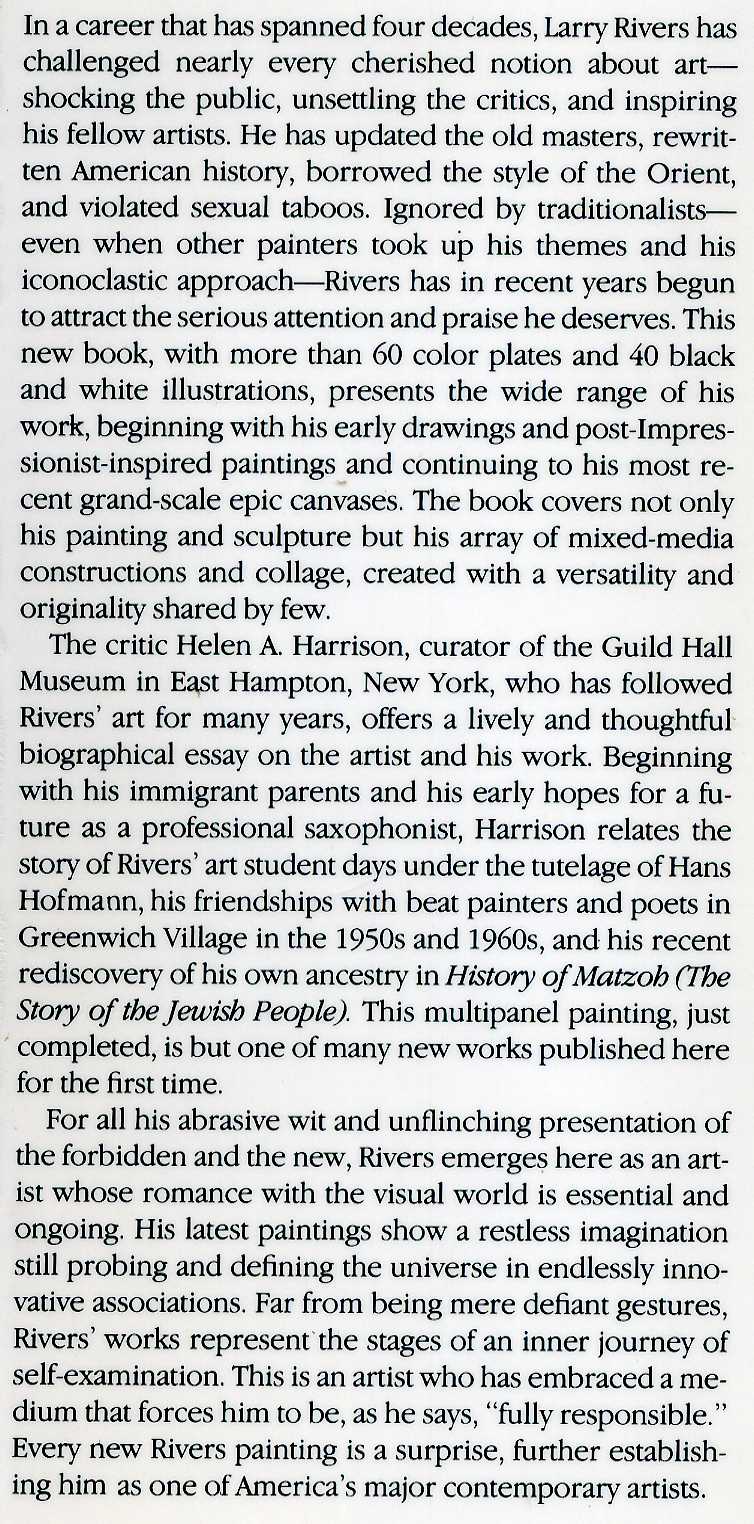 In a career that has spanned four decades, Larry Rivers has
challenged nearly every cherished notion about art—
shocking the public, unsettling the critics, and inspiring
his fellow artists. He has updated the old masters, rewrit-
ten American history, borrowed the style of the Orient,
and violated sexual taboos. Ignored by traditionalists—
even when other painters took up his themes and his
iconoclastic approach—Rivers has in recent years begun
to attract the serious attention and praise he deserves. This
new book, with more than 60 color plates and 40 black
and white illustrations, presents the wide range of his
work, beginning with his early drawings and post-Impres-
sionist-inspired paintings and continuing to his most re-
cent grand-scale epic canvases. The book covers not only
his painting and sculpture but his array of mixed-media
constructions and collage, created with a versatility and
originality shared by few.
The critic Helen A. Harrison, curator of the Guild Hall
Museum in East Hampton, New York, who has followed
Rivers' art for many years, offers a lively and thoughtful
biographical essay on the artist and his work. Beginning
with his immigrant parents and his early hopes for a fu-
ture as a professional saxophonist, Harrison relates the
story of Rivers' art student days under the tutelage of Hans
Hofmann, his friendships with beat painters and poets in
Greenwich Village in the 1950s and 1960s, and his recent
rediscovery of his own ancestry in History of Matzoh (The
Story of the Jewish People). This multipanel painting, just
completed, is but one of many new works published here
for the first time.
For all his abrasive wit and unflinching presentation of
the forbidden and the new, Rivers emerges here as an art-
ist whose romance with the visual world is essential and
ongoing. His latest paintings show a restless imagination
still probing and defining the universe in endlessly inno-
vative associations. Far from being mere defiant gestures,
Rivers' works represent the stages of an inner journey of
self-examination. This is an artist who has embraced a me-
dium that forces him to be, as he says, “fully responsible.”
Every new Rivers painting is a surprise, further establish-
ing him as one of America's major contemporary artists.